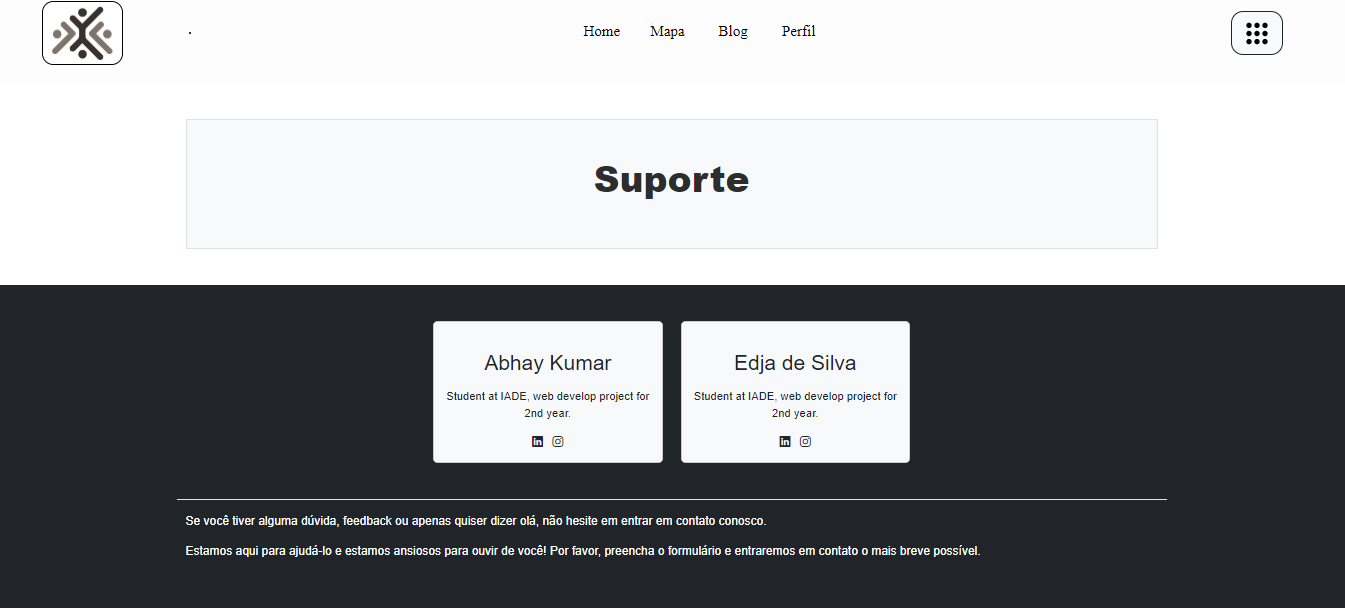 .
Home Mapa Blog Perfil
Suporte
Abhay Kumar
Student at IADE, web develop project for
2nd year.
Edja de Silva
Student at IADE, web develop project for
2nd year.
Se você tiver alguma dúvida, feedback ou apenas quiser dizer olá, não hesite em entrar em contato conosco.
Estamos aqui para ajudá-lo e estamos ansiosos para ouvir de você! Por favor, preencha o formulário e entraremos em contato o mais breve possível.